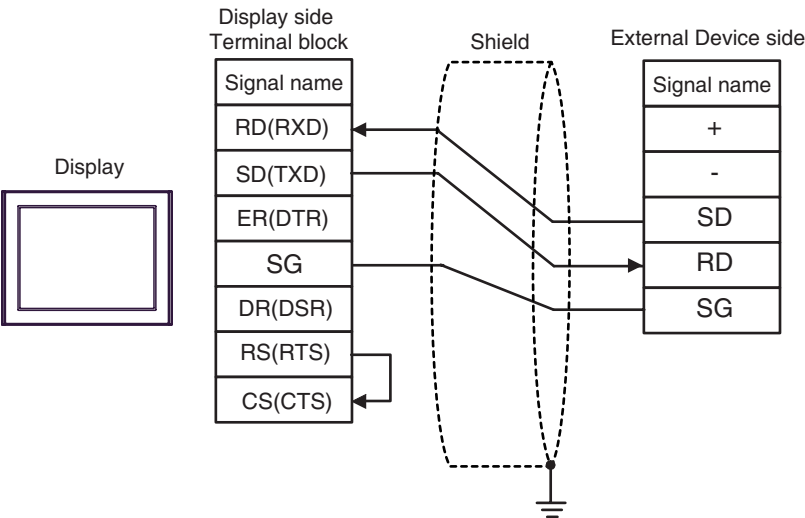 Display side
Terminal block
Shield
External Device side
Display
Signal name
RD(RXD)
SD(TXD)
ER(DTR)
SG
DR(DSR)
RS(RTS)
CS(CTS)
Signal name
+
-
SD
RD
SG